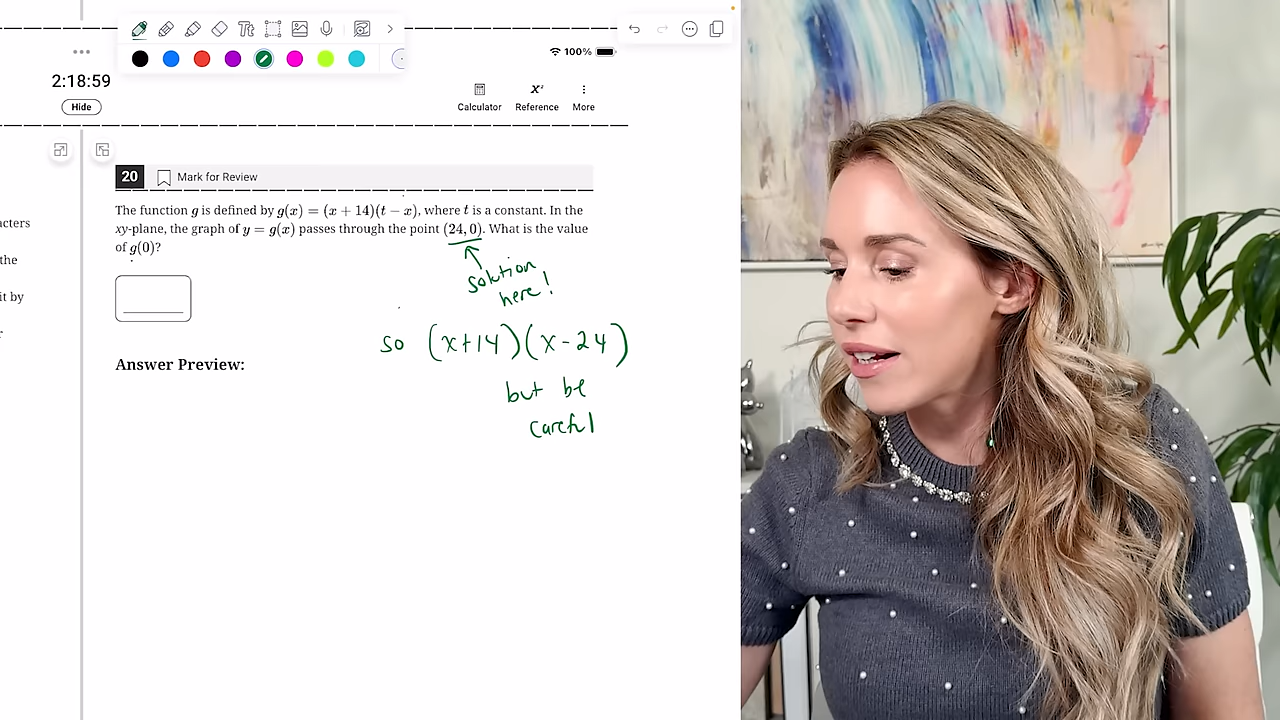 100%
2:18:59
Hide
Calculator
X²
Reference
More
Tt
20
Mark for Review
acters
the
it by
The function g is defined by g(x) = (x + 14)(t − x), where t is a constant. In the
xy-plane, the graph of y = g(x) passes through the point (24, 0). What is the value
of g(0)?
solution
here!
so (x+14)(x-24)
but be
careful
Answer Preview: